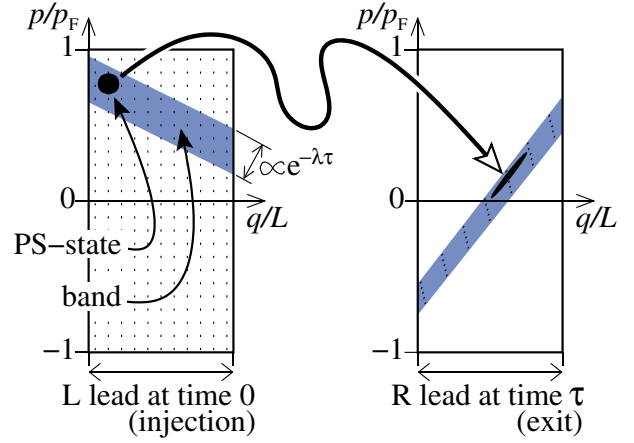 p/p_F
1
0
q/L
∝e^{−λτ}
PS−state
band
−1
L lead at time 0
(injection)
p/p_F
1
0
q/L
−1
R lead at time τ
(exit)